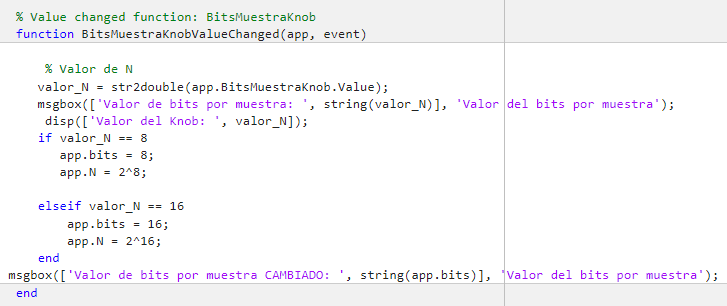 % Value changed function: BitsMuestraKnob
function BitsMuestraKnobValueChanged(app, event)
% Valor de N
valor_N = str2double(app.BitsMuestraKnob.Value);
msgbox(['Valor de bits por muestra: ', string(valor_N)], 'Valor del bits por muestra');
disp(['Valor del Knob: ', valor_N]);
if valor_N == 8
app.bits = 8;
app.N = 2^8;
elseif valor_N == 16
app.bits = 16;
app.N = 2^16;
end
msgbox(['Valor de bits por muestra CAMBIADO: ', string(app.bits)], 'Valor del bits por muestra');
end